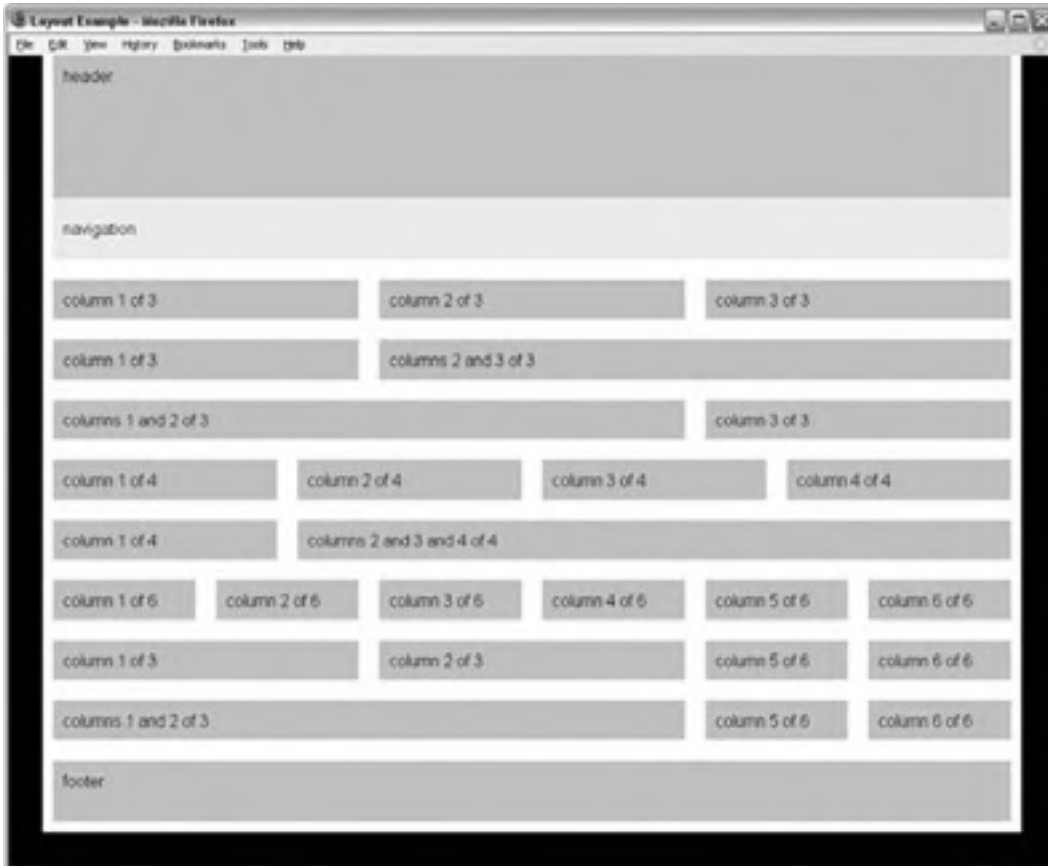 Layout Example - Mozilla Firefox
File Edit View History Bookmarks Tools Help
header
navigation
column 1 of 3 column 2 of 3 column 3 of 3
column 1 of 3 columns 2 and 3 of 3
columns 1 and 2 of 3 column 3 of 3
column 1 of 4 column 2 of 4 column 3 of 4 column 4 of 4
column 1 of 4 columns 2 and 3 and 4 of 4
column 1 of 6 column 2 of 6 column 3 of 6 column 4 of 6 column 5 of 6 column 6 of 6
column 1 of 3 column 2 of 3 column 5 of 6 column 6 of 6
columns 1 and 2 of 3 column 5 of 6 column 6 of 6
footer